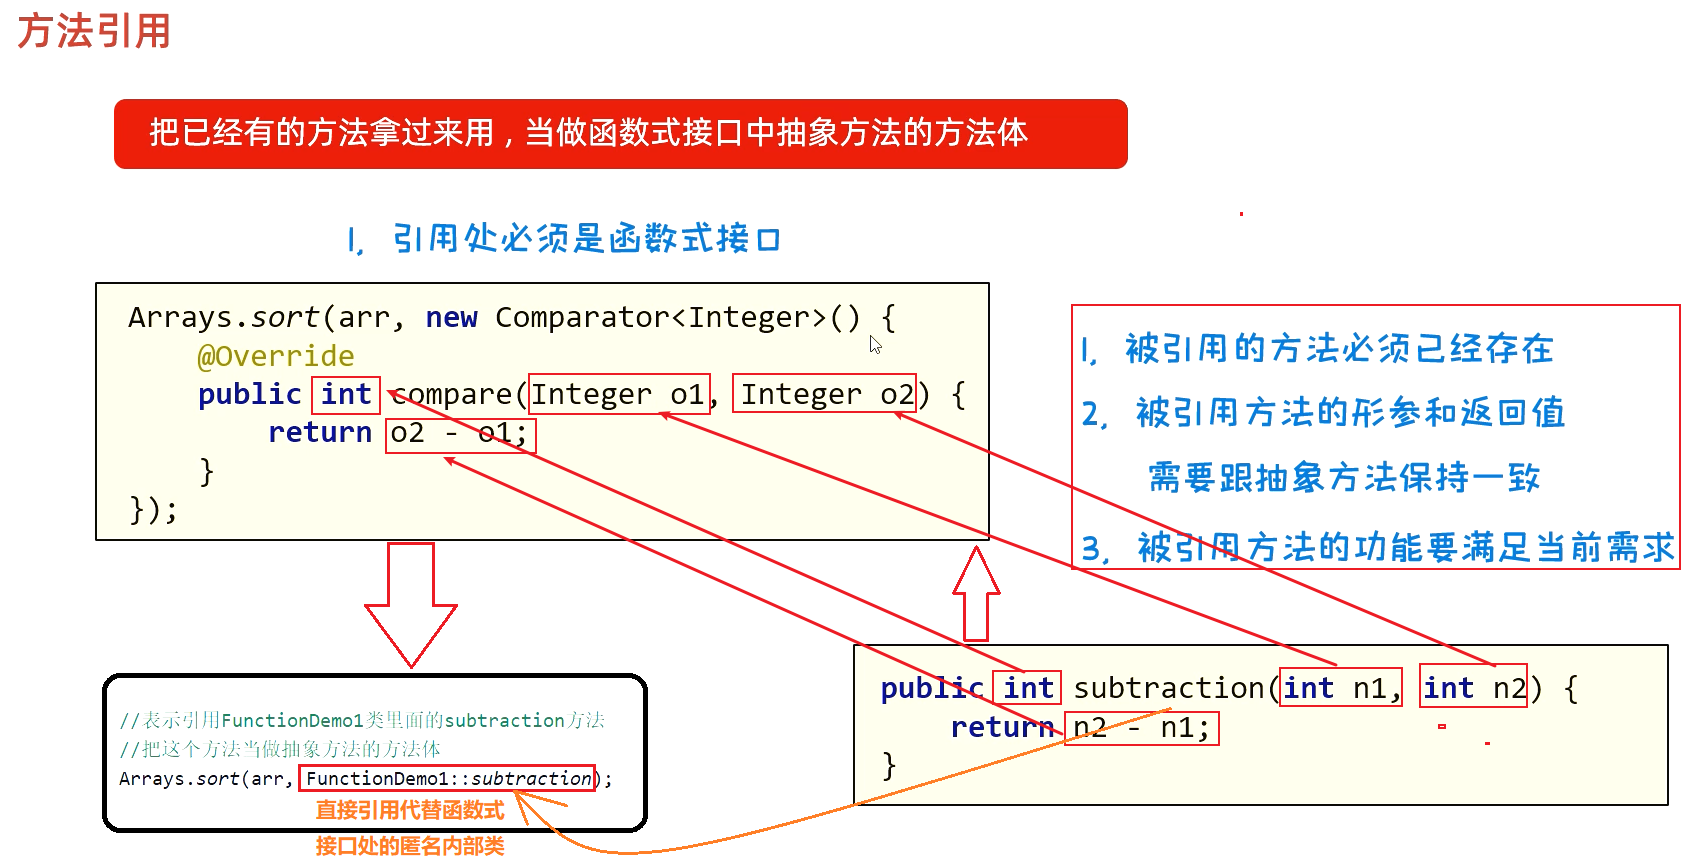 方法引用
把已经有的方法拿过来用，当做函数式接口中抽象方法的方法体
1, 引用处必须是函数式接口
Arrays.sort(arr, new Comparator<Integer>() {
@Override
public int compare(Integer o1, Integer o2) {
return o2 - o1;
}
});
1, 被引用的方法必须已经存在
2, 被引用方法的形参和返回值
需要跟抽象方法保持一致
3, 被引用方法的功能要满足当前需求
public int subtraction(int n1, int n2) {
return n2 - n1;
}
//表示引用FunctionDemo1类里面的subtraction方法
//把这个方法当做抽象方法的方法体
Arrays.sort(arr, FunctionDemo1::subtraction);
直接引用代替函数式
接口处的匿名内部类